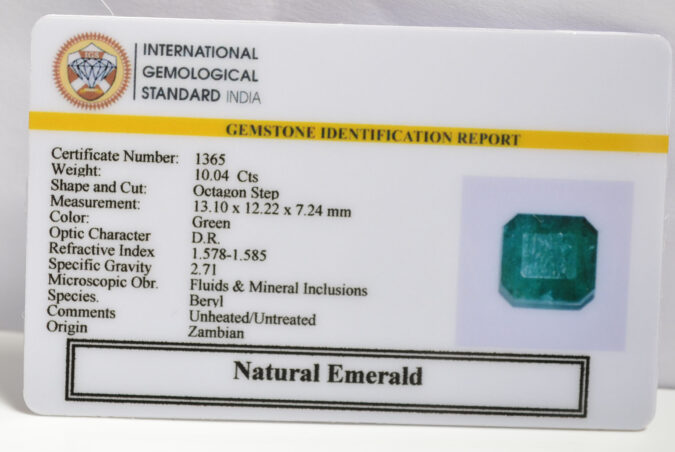 IGS
INTERNATIONAL
GEMOLOGICAL
STANDARD INDIA
GEMSTONE IDENTIFICATION REPORT
Certificate Number: 1365
Weight: 10.04 Cts
Shape and Cut: Octagon Step
Measurement: 13.10 x 12.22 x 7.24 mm
Color: Green
Optic Character D.R.
Refractive Index 1.578-1.585
Specific Gravity 2.71
Microscopic Obr. Fluids & Mineral Inclusions
Species. Beryl
Comments Unheated/Untreated
Origin Zambian
Natural Emerald